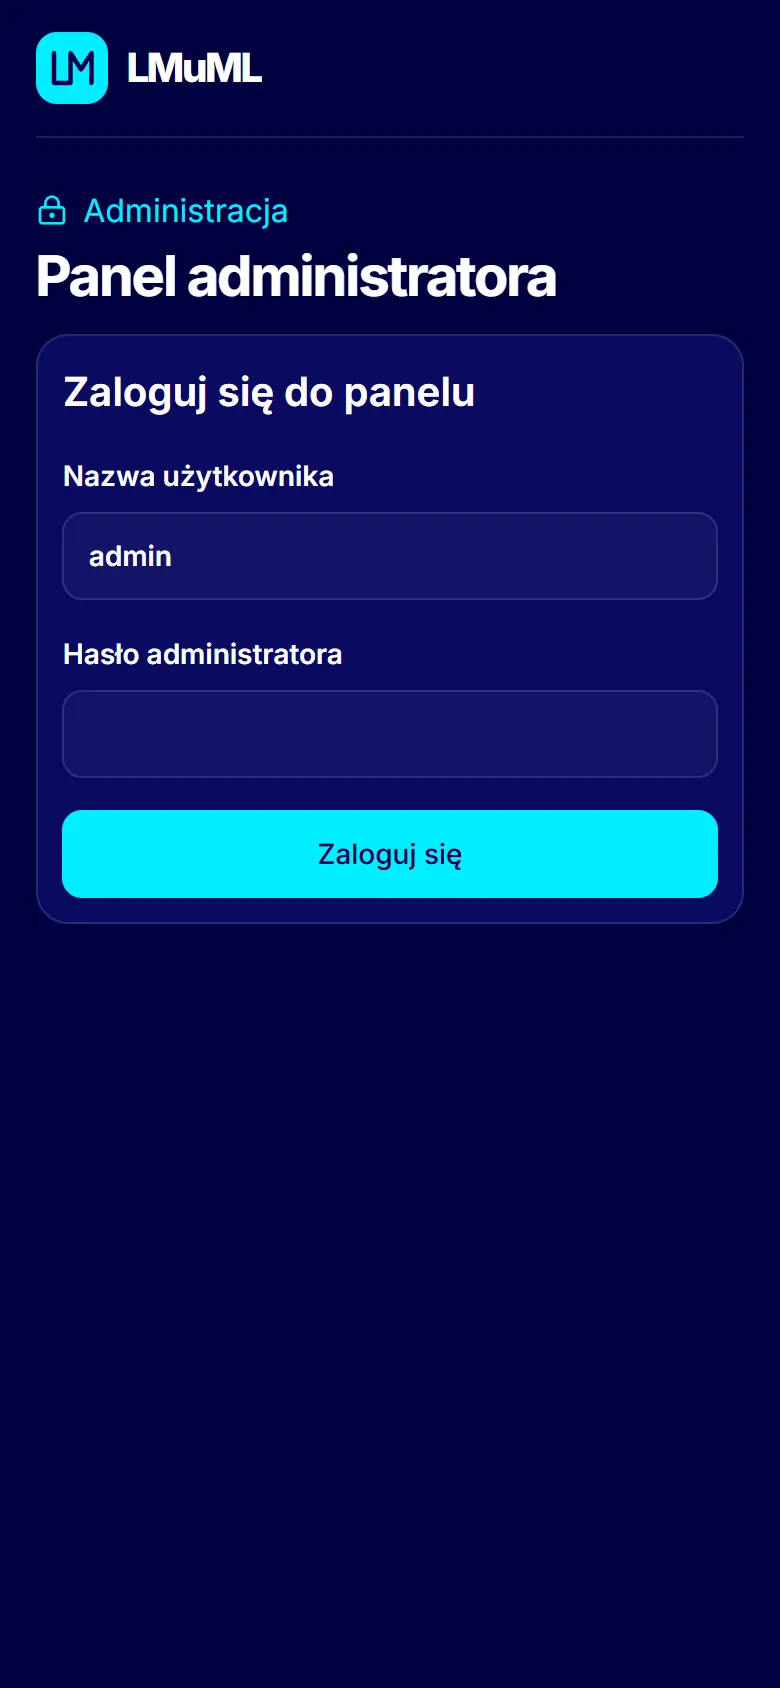 LM LMuML
Administracja
Panel administratora
Zaloguj się do panelu
Nazwa użytkownika
admin
Hasło administratora
Zaloguj się